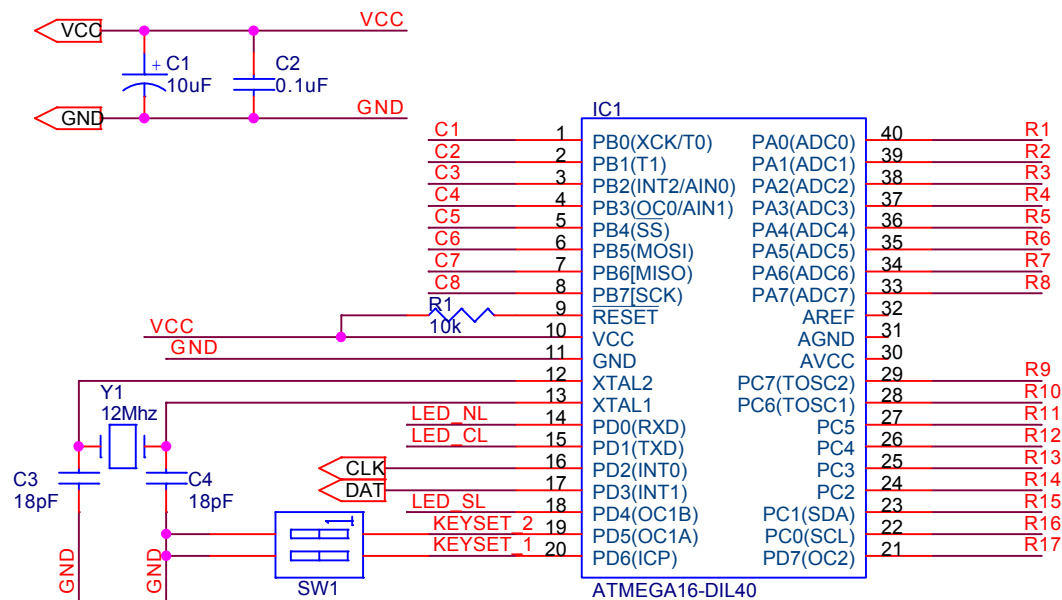 VCC VCC
C1 10uF
C2 0.1uF
GND GND
IC1
C1 1 PB0(XCK/T0) PA0(ADC0) 40 R1
C2 2 PB1(T1) PA1(ADC1) 39 R2
C3 3 PB2(INT2/AIN0) PA2(ADC2) 38 R3
C4 4 PB3(OC0/AIN1) PA3(ADC3) 37 R4
C5 5 PB4(SS) PA4(ADC4) 36 R5
C6 6 PB5(MOSI) PA5(ADC5) 35 R6
C7 7 PB6[MISO) PA6(ADC6) 34 R7
C8 8 PB7[SCK) PA7(ADC7) 33 R8
R1 10k 9 RESET AREF 32
VCC 10 VCC AGND 31
GND 11 GND AVCC 30
12 XTAL2 PC7(TOSC2) 29 R9
Y1 12Mhz
13 XTAL1 PC6(TOSC1) 28 R10
LED_NL 14 PD0(RXD) PC5 27 R11
LED_CL 15 PD1(TXD) PC4 26 R12
CLK 16 PD2(INT0) PC3 25 R13
C3 18pF
C4 18pF
DAT 17 PD3(INT1) PC2 24 R14
LED_SL 18 PD4(OC1B) PC1(SDA) 23 R15
KEYSET_2 19 PD5(OC1A) PC0(SCL) 22 R16
KEYSET_1 20 PD6(ICP) PD7(OC2) 21 R17
GND GND
SW1
ATMEGA16-DIL40